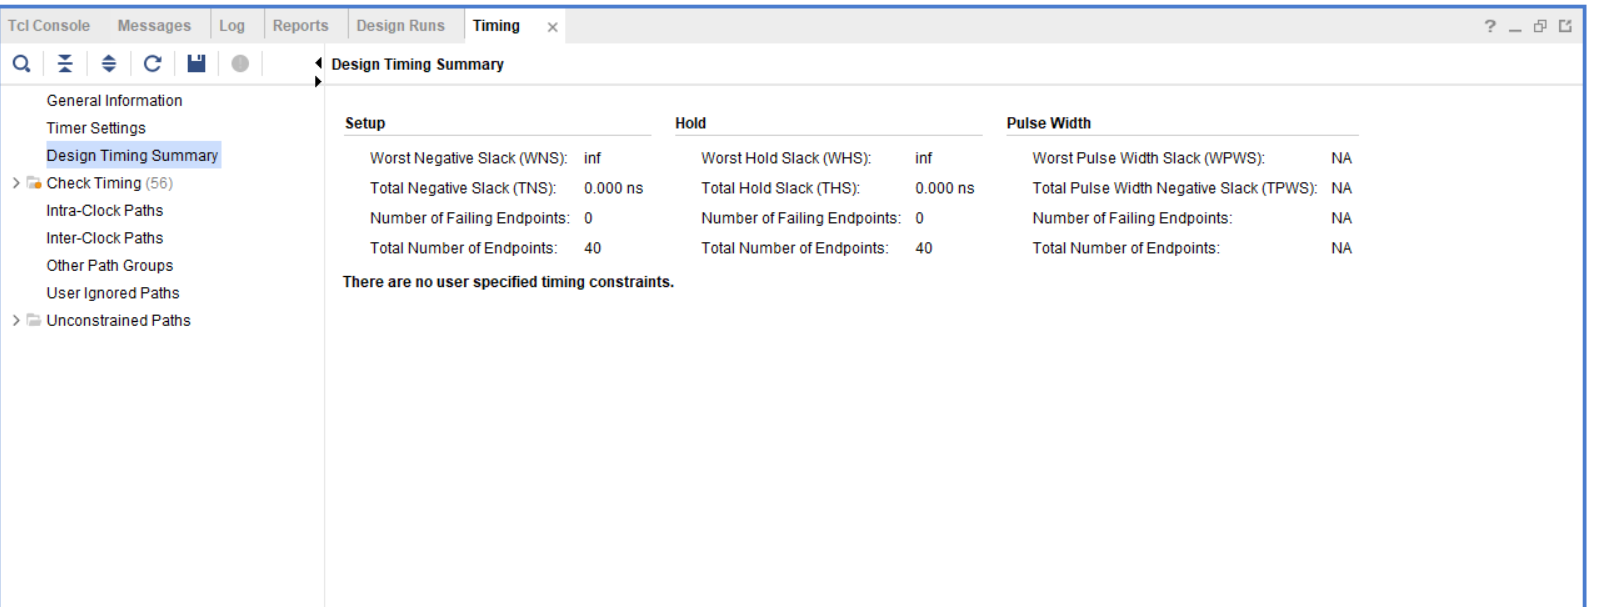 Tcl Console Messages Log Reports Design Runs Timing × ?
Design Timing Summary
General Information
Timer Settings
Design Timing Summary
Check Timing (56)
Intra-Clock Paths
Inter-Clock Paths
Other Path Groups
User Ignored Paths
Unconstrained Paths
Setup Hold Pulse Width
Worst Negative Slack (WNS): inf Worst Hold Slack (WHS): inf Worst Pulse Width Slack (WPWS): NA
Total Negative Slack (TNS): 0.000 ns Total Hold Slack (THS): 0.000 ns Total Pulse Width Negative Slack (TPWS): NA
Number of Failing Endpoints: 0 Number of Failing Endpoints: 0 Number of Failing Endpoints: NA
Total Number of Endpoints: 40 Total Number of Endpoints: 40 Total Number of Endpoints: NA
There are no user specified timing constraints.